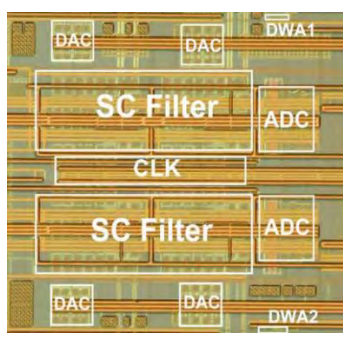 DWA1
DAC DAC
SC Filter ADC
CLK
SC Filter ADC
DAC DAC
DWA2